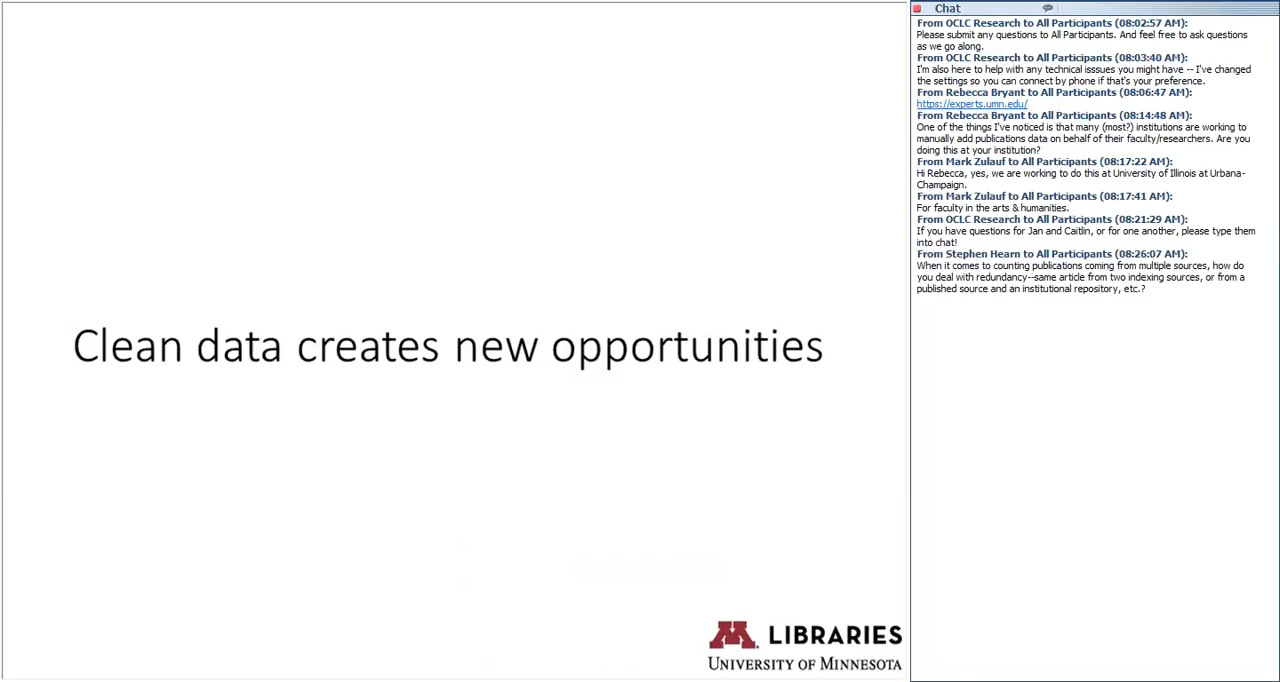 Clean data creates new opportunities
LIBRARIES
UNIVERSITY OF MINNESOTA
Chat
From OCLC Research to All Participants (08:02:57 AM):
Please submit any questions to All Participants. And feel free to ask questions
as we go along.
From OCLC Research to All Participants (08:03:40 AM):
I'm also here to help with any technical isssues you might have -- I've changed
the settings so you can connect by phone if that's your preference.
From Rebecca Bryant to All Participants (08:06:47 AM):
https://experts.umn.edu/
From Rebecca Bryant to All Participants (08:14:48 AM):
One of the things I've noticed is that many (most?) institutions are working to
manually add publications data on behalf of their faculty/researchers. Are you
doing this at your institution?
From Mark Zulauf to All Participants (08:17:22 AM):
Hi Rebecca, yes, we are working to do this at University of Illinois at Urbana-
Champaign.
From Mark Zulauf to All Participants (08:17:41 AM):
For faculty in the arts & humanities.
From OCLC Research to All Participants (08:21:29 AM):
If you have questions for Jan and Caitlin, or for one another, please type them
into chat!
From Stephen Hearn to All Participants (08:26:07 AM):
When it comes to counting publications coming from multiple sources, how do
you deal with redundancy--same article from two indexing sources, or from a
published source and an institutional repository, etc.?